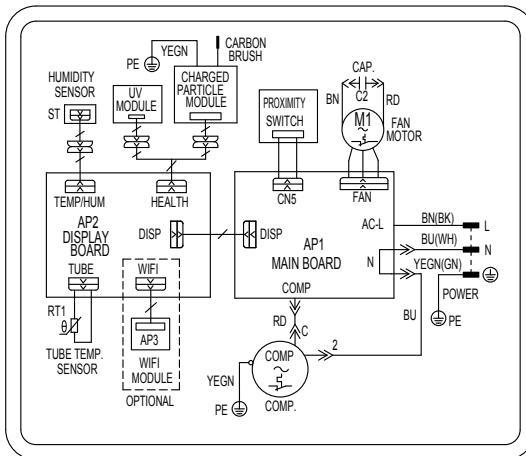 CARBON
BRUSH
YEGN
PE
CAP.
C2
BN
RD
M1
FAN
MOTOR
HUMIDITY
SENSOR
ST
UV
MODULE
CHARGED
PARTICLE
MODULE
PROXIMITY
SWITCH
TEMP/HUM
HEALTH
CN5
FAN
AP2
DISPLAY
BOARD
DISP
DISP
AP1
MAIN BOARD
AC-L
N
COMP
BN(BK)
L
BU(WH)
N
YEGN(GN)
POWER
PE
BU
TUBE
WIFI
RT1
θ
TUBE TEMP.
SENSOR
AP3
WIFI
MODULE
OPTIONAL
RD
C
COMP
2
YEGN
PE
COMP.